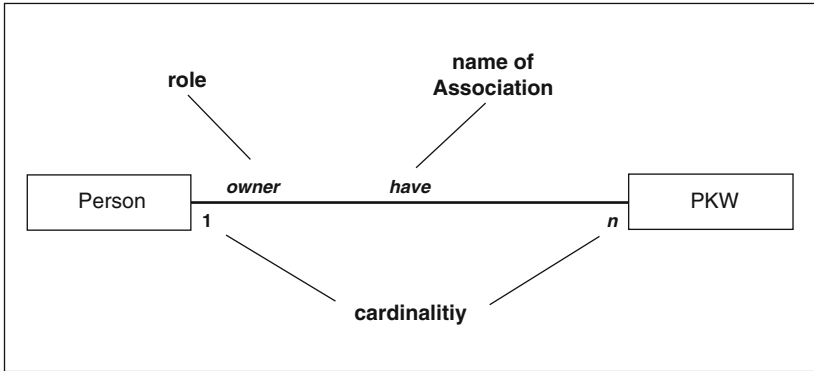 name of
Association
role
owner
have
Person
PKW
1
n
cardinalitiy